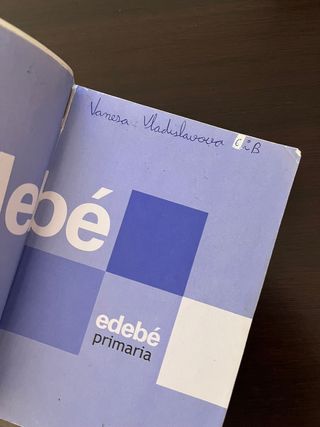 Vanesa Vladislavova 6ºB
ebé
edebé
primaria